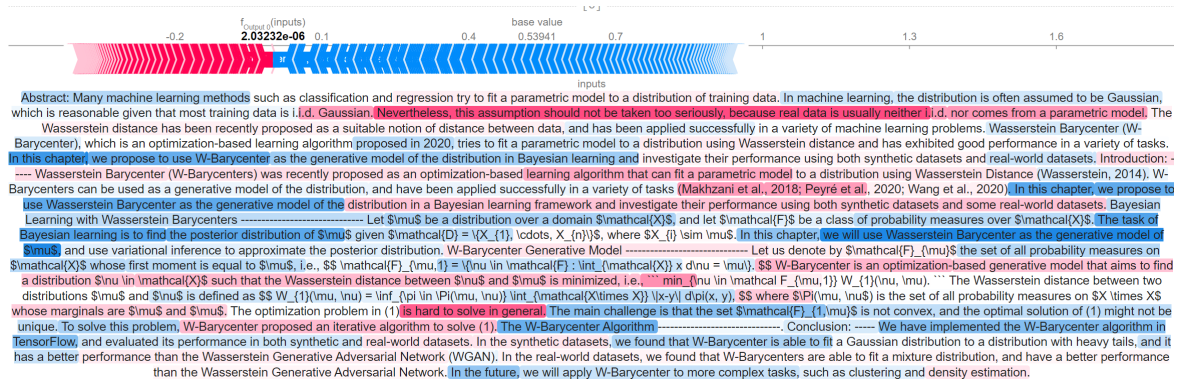 f Output 0 (inputs) base value
-0.2 2.03232e-06 0.1 0.4 0.53941 0.7 1 1.3 1.6
inputs
Abstract: Many machine learning methods such as classification and regression try to fit a parametric model to a distribution of training data. In machine learning, the distribution is often assumed to be Gaussian,
which is reasonable given that most training data is i.i.d. Gaussian. Nevertheless, this assumption should not be taken too seriously, because real data is usually neither i.i.d. nor comes from a parametric model. The
Wasserstein distance has been recently proposed as a suitable notion of distance between data, and has been applied successfully in a variety of machine learning problems. Wasserstein Barycenter (W-
Barycenter), which is an optimization-based learning algorithm proposed in 2020, tries to fit a parametric model to a distribution using Wasserstein distance and has exhibited good performance in a variety of tasks.
In this chapter, we propose to use W-Barycenter as the generative model of the distribution in Bayesian learning and investigate their performance using both synthetic datasets and real-world datasets. Introduction: -
---- Wasserstein Barycenter (W-Barycenters) was recently proposed as an optimization-based learning algorithm that can fit a parametric model to a distribution using Wasserstein Distance (Wasserstein, 2014). W-
Barycenters can be used as a generative model of the distribution, and have been applied successfully in a variety of tasks (Makhzani et al., 2018; Peyré et al., 2020; Wang et al., 2020). In this chapter, we propose to
use Wasserstein Barycenter as the generative model of the distribution in a Bayesian learning framework and investigate their performance using both synthetic datasets and some real-world datasets. Bayesian
Learning with Wasserstein Barycenters ---------------------------- Let $\mu$ be a distribution over a domain $\mathcal{X}$, and let $\mathcal{F}$ be a class of probability measures over $\mathcal{X}$. The task of
Bayesian learning is to find the posterior distribution of $\mu$ given $\mathcal{D} = \{X_{1}, \cdots, X_{n}\}$, where $X_{i} \sim \mu$. In this chapter, we will use Wasserstein Barycenter as the generative model of
$\mu$, and use variational inference to approximate the posterior distribution. W-Barycenter Generative Model ---------------------------- Let us denote by $\mathcal{F}_{\mu}$ the set of all probability measures on
$\mathcal{X}$ whose first moment is equal to $\mu$, i.e., $$ \mathcal{F}_{\mu,1} = \{\nu \in \mathcal{F} : \int_{\mathcal{X}} x d\nu = \mu\}. $$ W-Barycenter is an optimization-based generative model that aims to find
a distribution $\nu \in \mathcal{X}$ such that the Wasserstein distance between $\mu$ and $\nu$ is minimized, i.e., ``` min_{\nu \in \mathcal F_{\mu,1}} W_{1}(\nu, \mu). ``` The Wasserstein distance between two
distributions $\mu$ and $\nu$ is defined as $$ W_{1}(\mu, \nu) = \inf_{\pi \in \Pi(\mu,\nu)} \int_{\mathcal{X\times X}} \|x-y\| d\pi(x, y), $$ where $\Pi(\mu, \nu$) is the set of all probability measures on $X \times X$
whose marginals are $\mu$ and $\mu$. The optimization problem in (1) is hard to solve in general. The main challenge is that the set $\mathcal{F}_{1,\mu}$ is not convex, and the optimal solution of (1) might not be
unique. To solve this problem, W-Barycenter proposed an iterative algorithm to solve (1). The W-Barycenter Algorithm ----------------------------. Conclusion: ----- We have implemented the W-Barycenter algorithm in
TensorFlow, and evaluated its performance in both synthetic and real-world datasets. In the synthetic datasets, we found that W-Barycenter is able to fit a Gaussian distribution to a distribution with heavy tails, and it
has a better performance than the Wasserstein Generative Adversarial Network (WGAN). In the real-world datasets, we found that W-Barycenters are able to fit a mixture distribution, and have a better performance
than the Wasserstein Generative Adversarial Network. In the future, we will apply W-Barycenter to more complex tasks, such as clustering and density estimation.